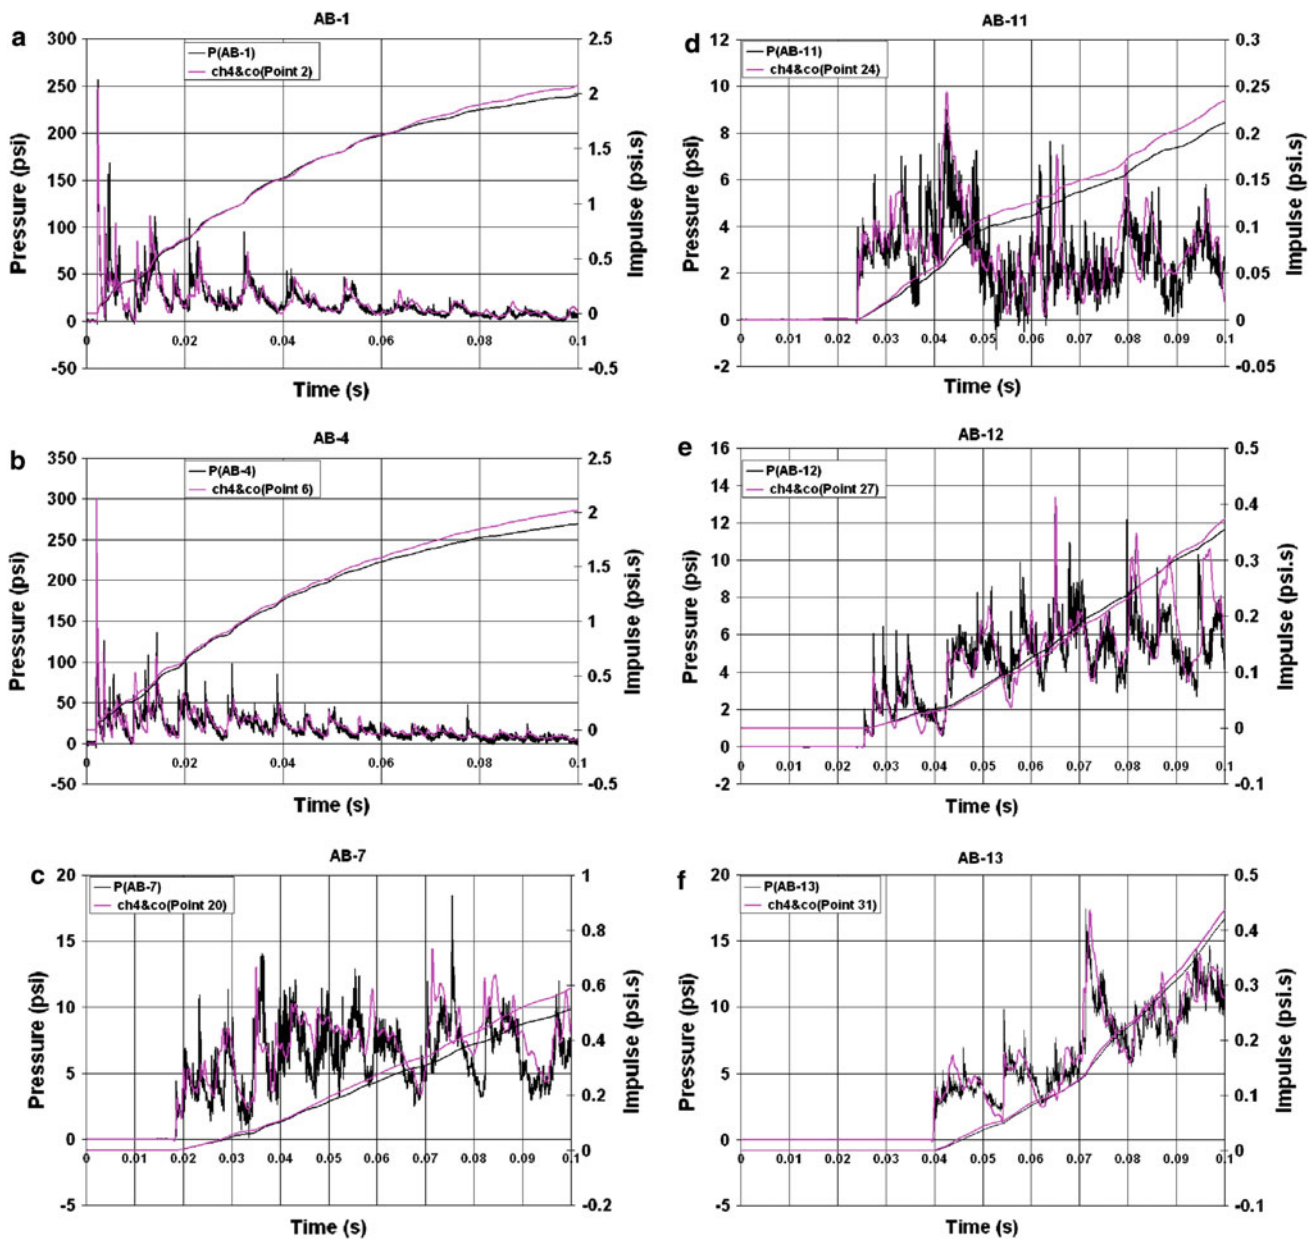 a
AB-1
300
250
200
150
100
50
0
-50
Pressure (psi)
P(AB-1)
ch4&co(Point 2)
2.5
2
1.5
1
0.5
0
-0.5
Impulse (psi.s)
0 0.02 0.04 0.06 0.08 0.1
Time (s)
d
AB-11
12
10
8
6
4
2
0
-2
Pressure (psi)
P(AB-11)
ch4&co(Point 24)
0.3
0.25
0.2
0.15
0.1
0.05
0
-0.05
Impulse (psi.s)
0 0.01 0.02 0.03 0.04 0.05 0.06 0.07 0.08 0.09 0.1
Time (s)
b
AB-4
350
300
250
200
150
100
50
0
-50
Pressure (psi)
P(AB-4)
ch4&co(Point 6)
2.5
2
1.5
1
0.5
0
-0.5
Impulse (psi.s)
0 0.02 0.04 0.06 0.08 0.1
Time (s)
e
AB-12
16
14
12
10
8
6
4
2
0
-2
Pressure (psi)
P(AB-12)
ch4&co(Point 27)
0.5
0.4
0.3
0.2
0.1
0
-0.1
Impulse (psi.s)
0 0.01 0.02 0.03 0.04 0.05 0.06 0.07 0.08 0.09 0.1
Time (s)
c
AB-7
20
15
10
5
0
-5
Pressure (psi)
P(AB-7)
ch4&co(Point 20)
1
0.8
0.6
0.4
0.2
0
-0.2
Impulse (psi.s)
0 0.01 0.02 0.03 0.04 0.05 0.06 0.07 0.08 0.09 0.1
Time (s)
f
AB-13
20
15
10
5
0
-5
Pressure (psi)
P(AB-13)
ch4&co(Point 31)
0.5
0.4
0.3
0.2
0.1
0
-0.1
Impulse (psi.s)
0 0.01 0.02 0.03 0.04 0.05 0.06 0.07 0.08 0.09 0.1
Time (s)